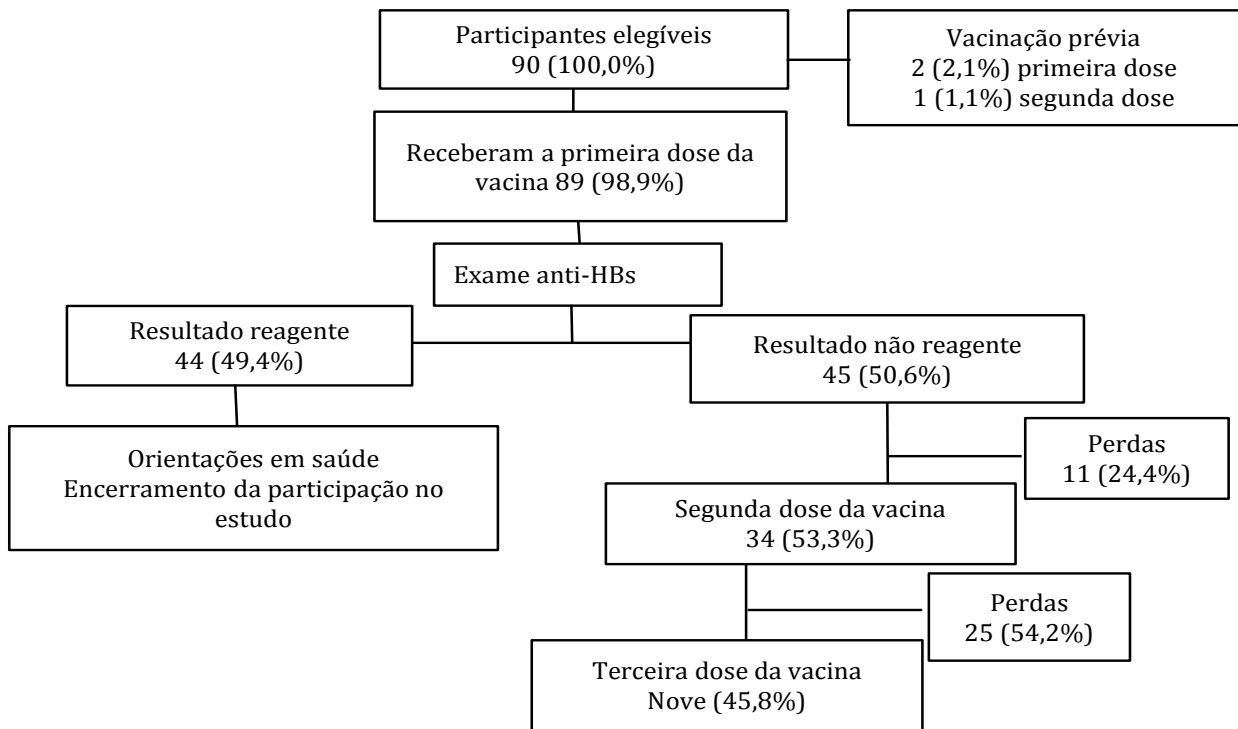 Participantes elegíveis
90 (100,0%)
Vacinação prévia
2 (2,1%) primeira dose
1 (1,1%) segunda dose
Receberam a primeira dose da
vacina 89 (98,9%)
Exame anti-HBs
Resultado reagente
44 (49,4%)
Resultado não reagente
45 (50,6%)
Orientações em saúde
Encerramento da participação no
estudo
Perdas
11 (24,4%)
Segunda dose da vacina
34 (53,3%)
Perdas
25 (54,2%)
Terceira dose da vacina
Nove (45,8%)